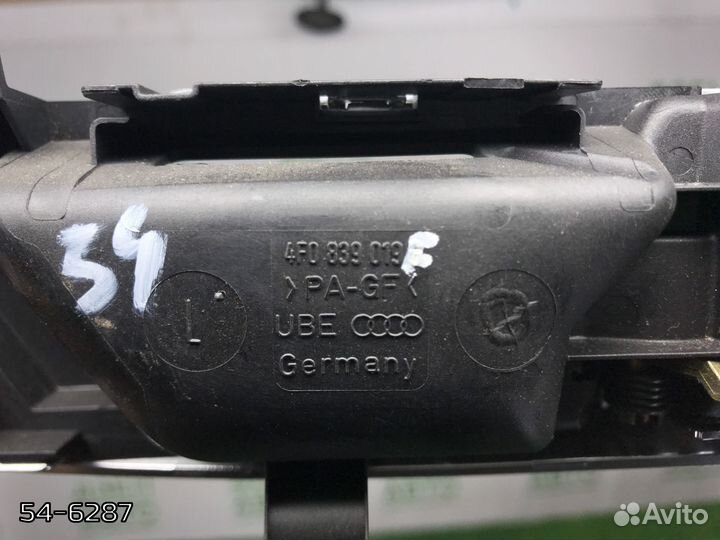 54
4F0 839 019 E
>PA-GF<
L
UBE
Germany
54-6287
Avito